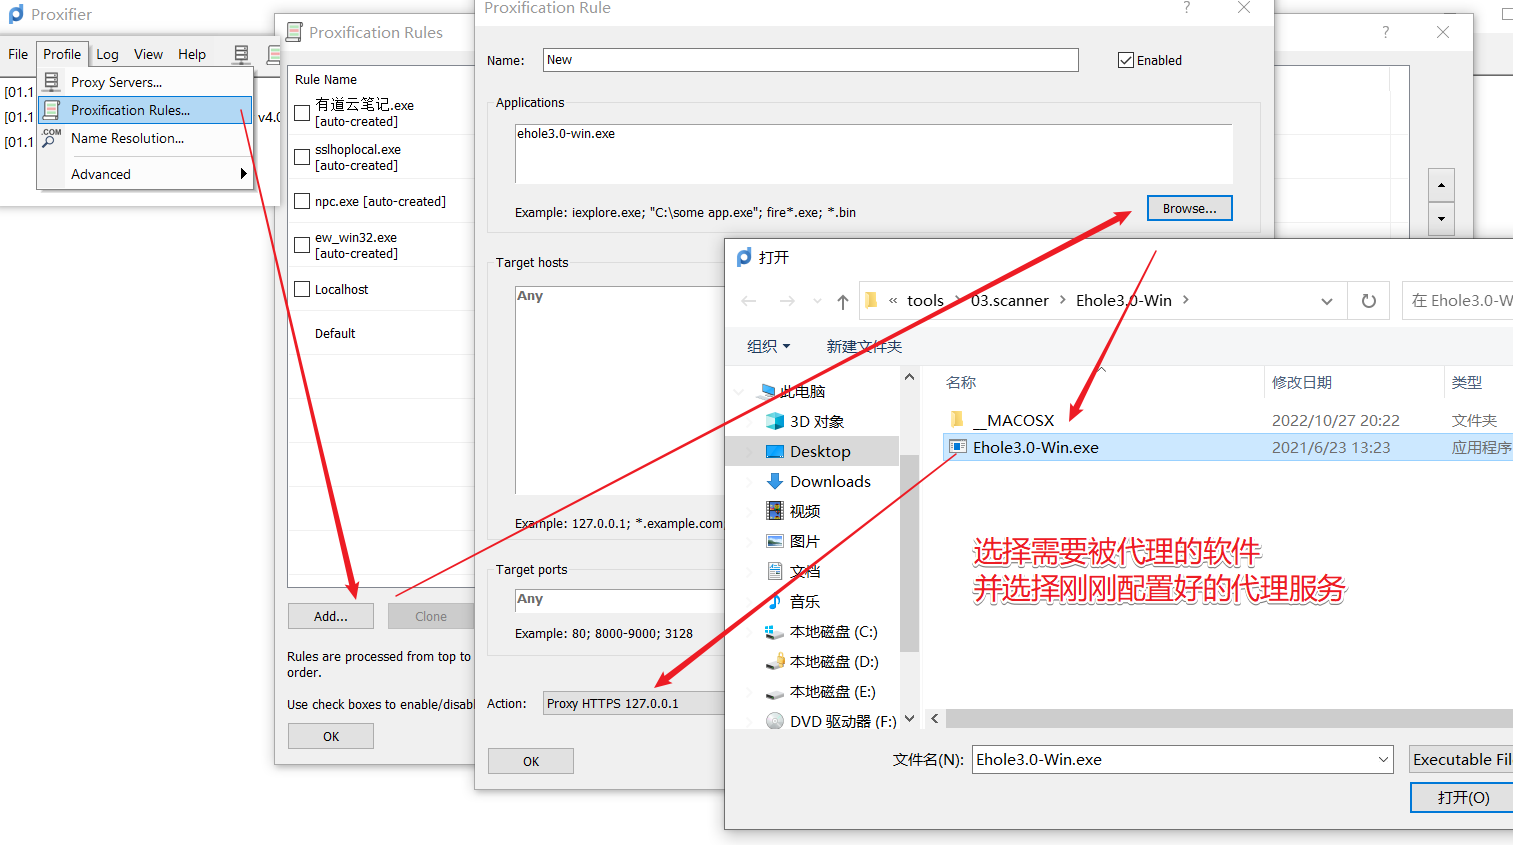 Proxifier
File Profile Log View Help
Proxy Servers...
Proxification Rules...
Name Resolution...
Advanced
[01.1
[01.1
[01.1
v4.0
.COM
Proxification Rules
Rule Name
有道云笔记.exe
[auto-created]
sslhoplocal.exe
[auto-created]
npc.exe [auto-created]
ew_win32.exe
[auto-created]
Localhost
Default
Add...
Clone
Rules are processed from top to
order.
Use check boxes to enable/disabl
OK
Proxification Rule
Name:
New
Enabled
Applications
ehole3.0-win.exe
Example: iexplore.exe; "C:\some app.exe"; fire*.exe; *.bin
Browse...
Target hosts
Any
Example: 127.0.0.1; *.example.com
Target ports
Any
Example: 80; 8000-9000; 3128
Action:
Proxy HTTPS 127.0.0.1
OK
打开
« tools › 03.scanner › Ehole3.0-Win ›
在 Ehole3.0-W
组织
新建文件夹
此电脑
3D 对象
Desktop
Downloads
视频
图片
文档
音乐
本地磁盘 (C:)
本地磁盘 (D:)
本地磁盘 (E:)
DVD 驱动器 (F:)
名称 修改日期 类型
__MACOSX 2022/10/27 20:22 文件夹
Ehole3.0-Win.exe 2021/6/23 13:23 应用程序
选择需要被代理的软件
并选择刚刚配置好的代理服务
文件名(N):
Ehole3.0-Win.exe
Executable Fil
打开(O)